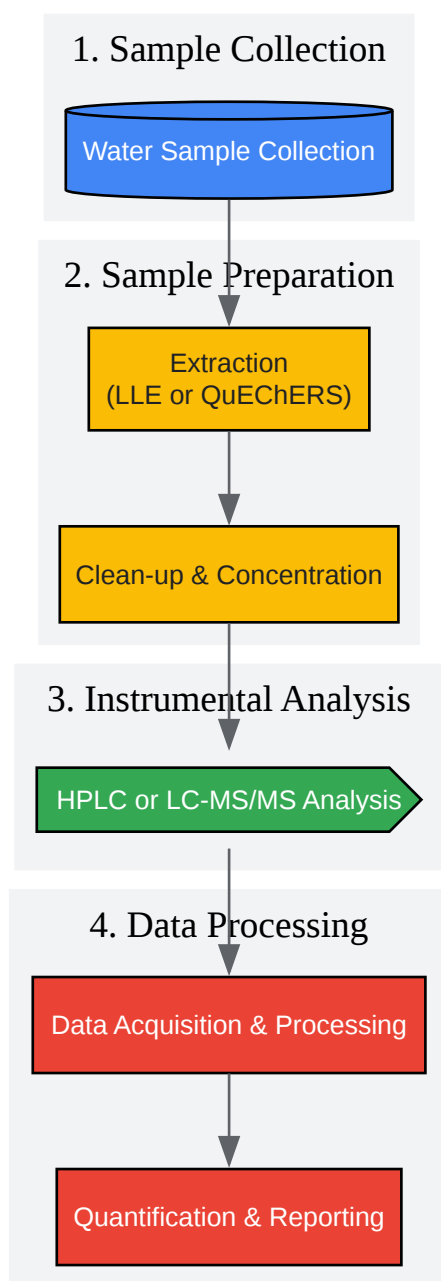 1. Sample Collection
Water Sample Collection
2. Sample Preparation
Extraction
(LLE or QuEChERS)
Clean-up & Concentration
3. Instrumental Analysis
HPLC or LC-MS/MS Analysis
4. Data Processing
Data Acquisition & Processing
Quantification & Reporting